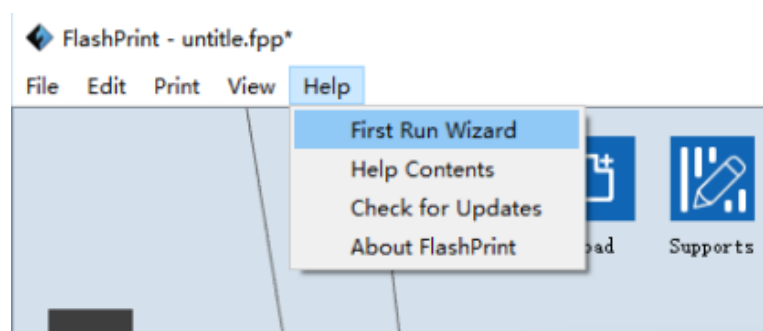 FlashPrint - untitle.fpp*
File Edit Print View Help
First Run Wizard
Help Contents
Check for Updates
About FlashPrint
Supports